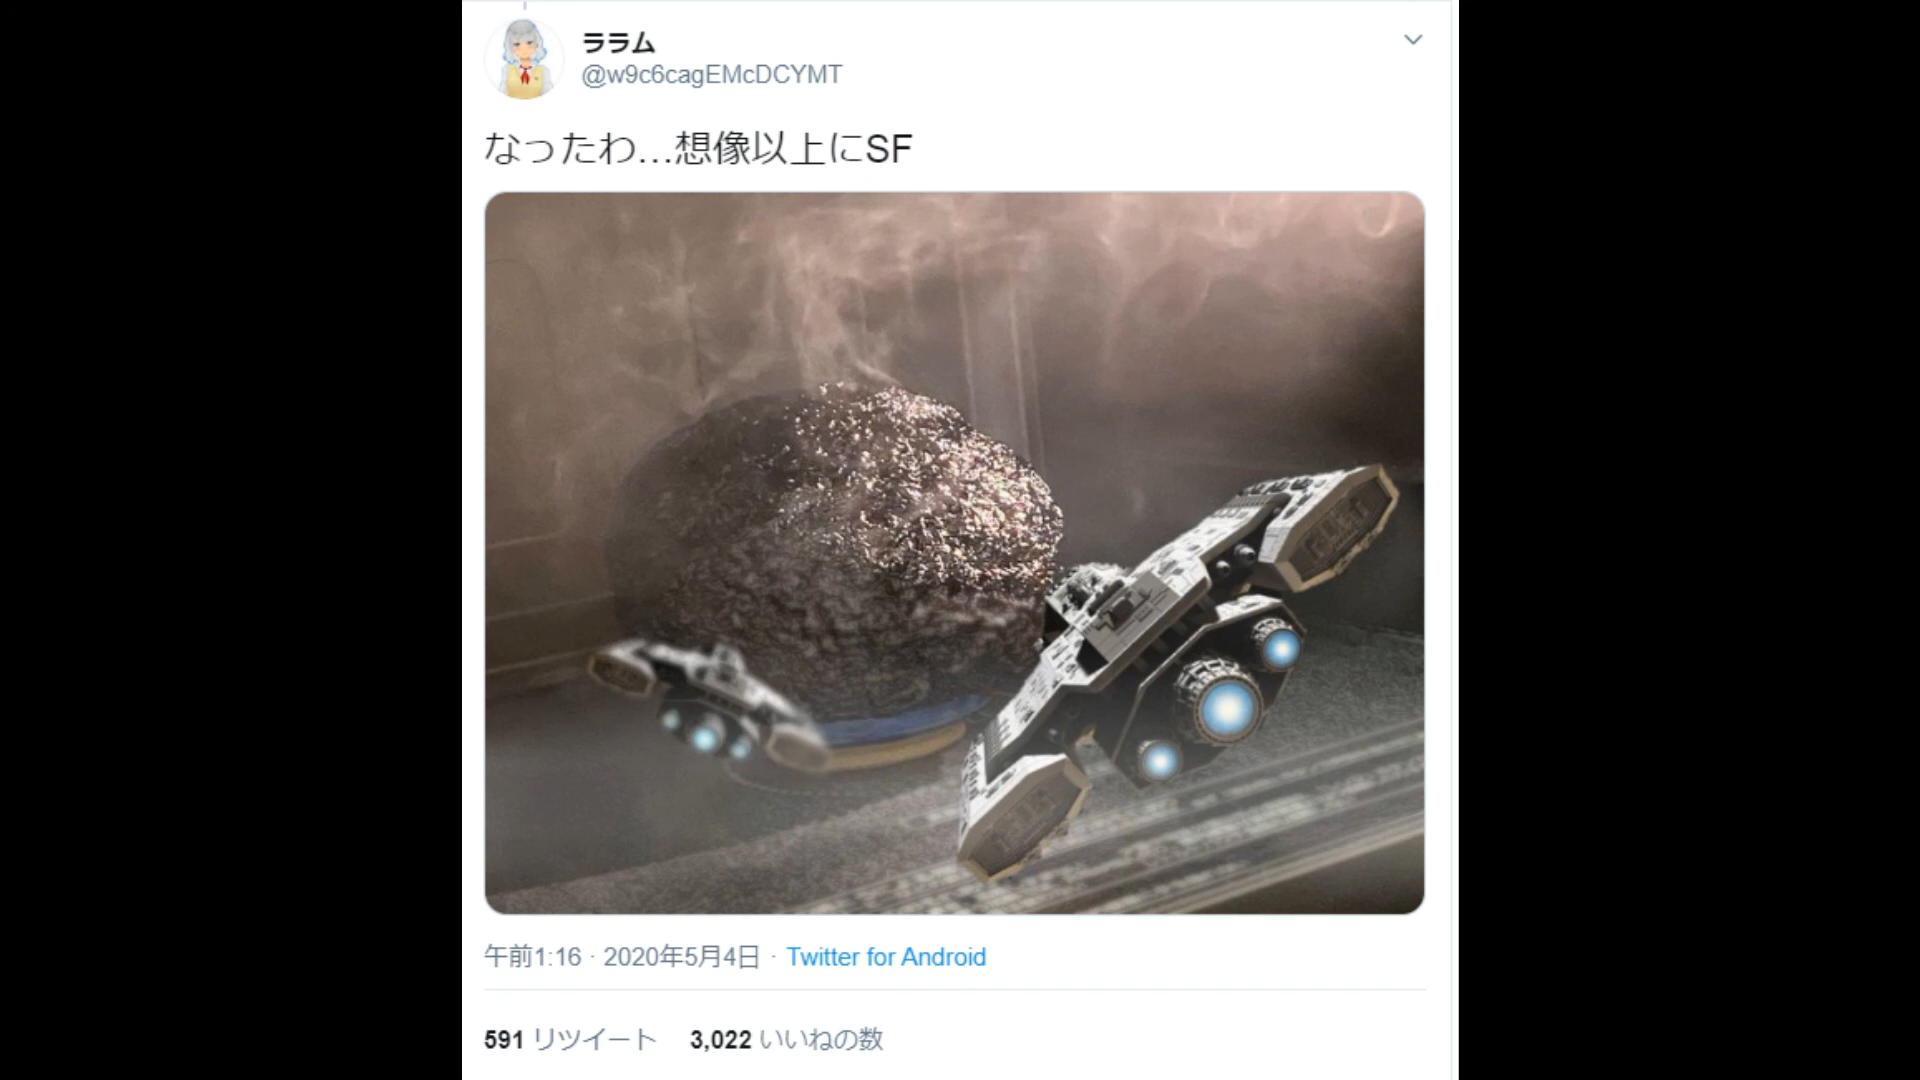 ララム
@w9c6cagEMcDCYMT
なったわ…想像以上にSF
午前1:16 · 2020年5月4日 · Twitter for Android
591 リツイート 3,022 いいねの数